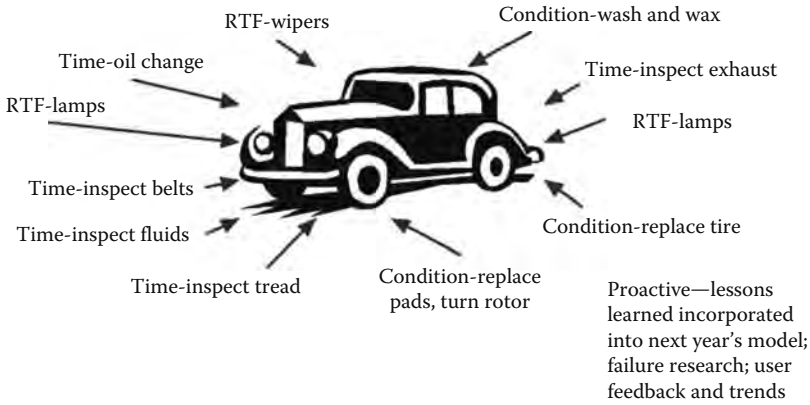 RTF-wipers
Condition-wash and wax
Time-oil change
Time-inspect exhaust
RTF-lamps
RTF-lamps
Time-inspect belts
Time-inspect fluids
Condition-replace tire
Time-inspect tread
Condition-replace
pads, turn rotor
Proactive—lessons
learned incorporated
into next year's model;
failure research; user
feedback and trends